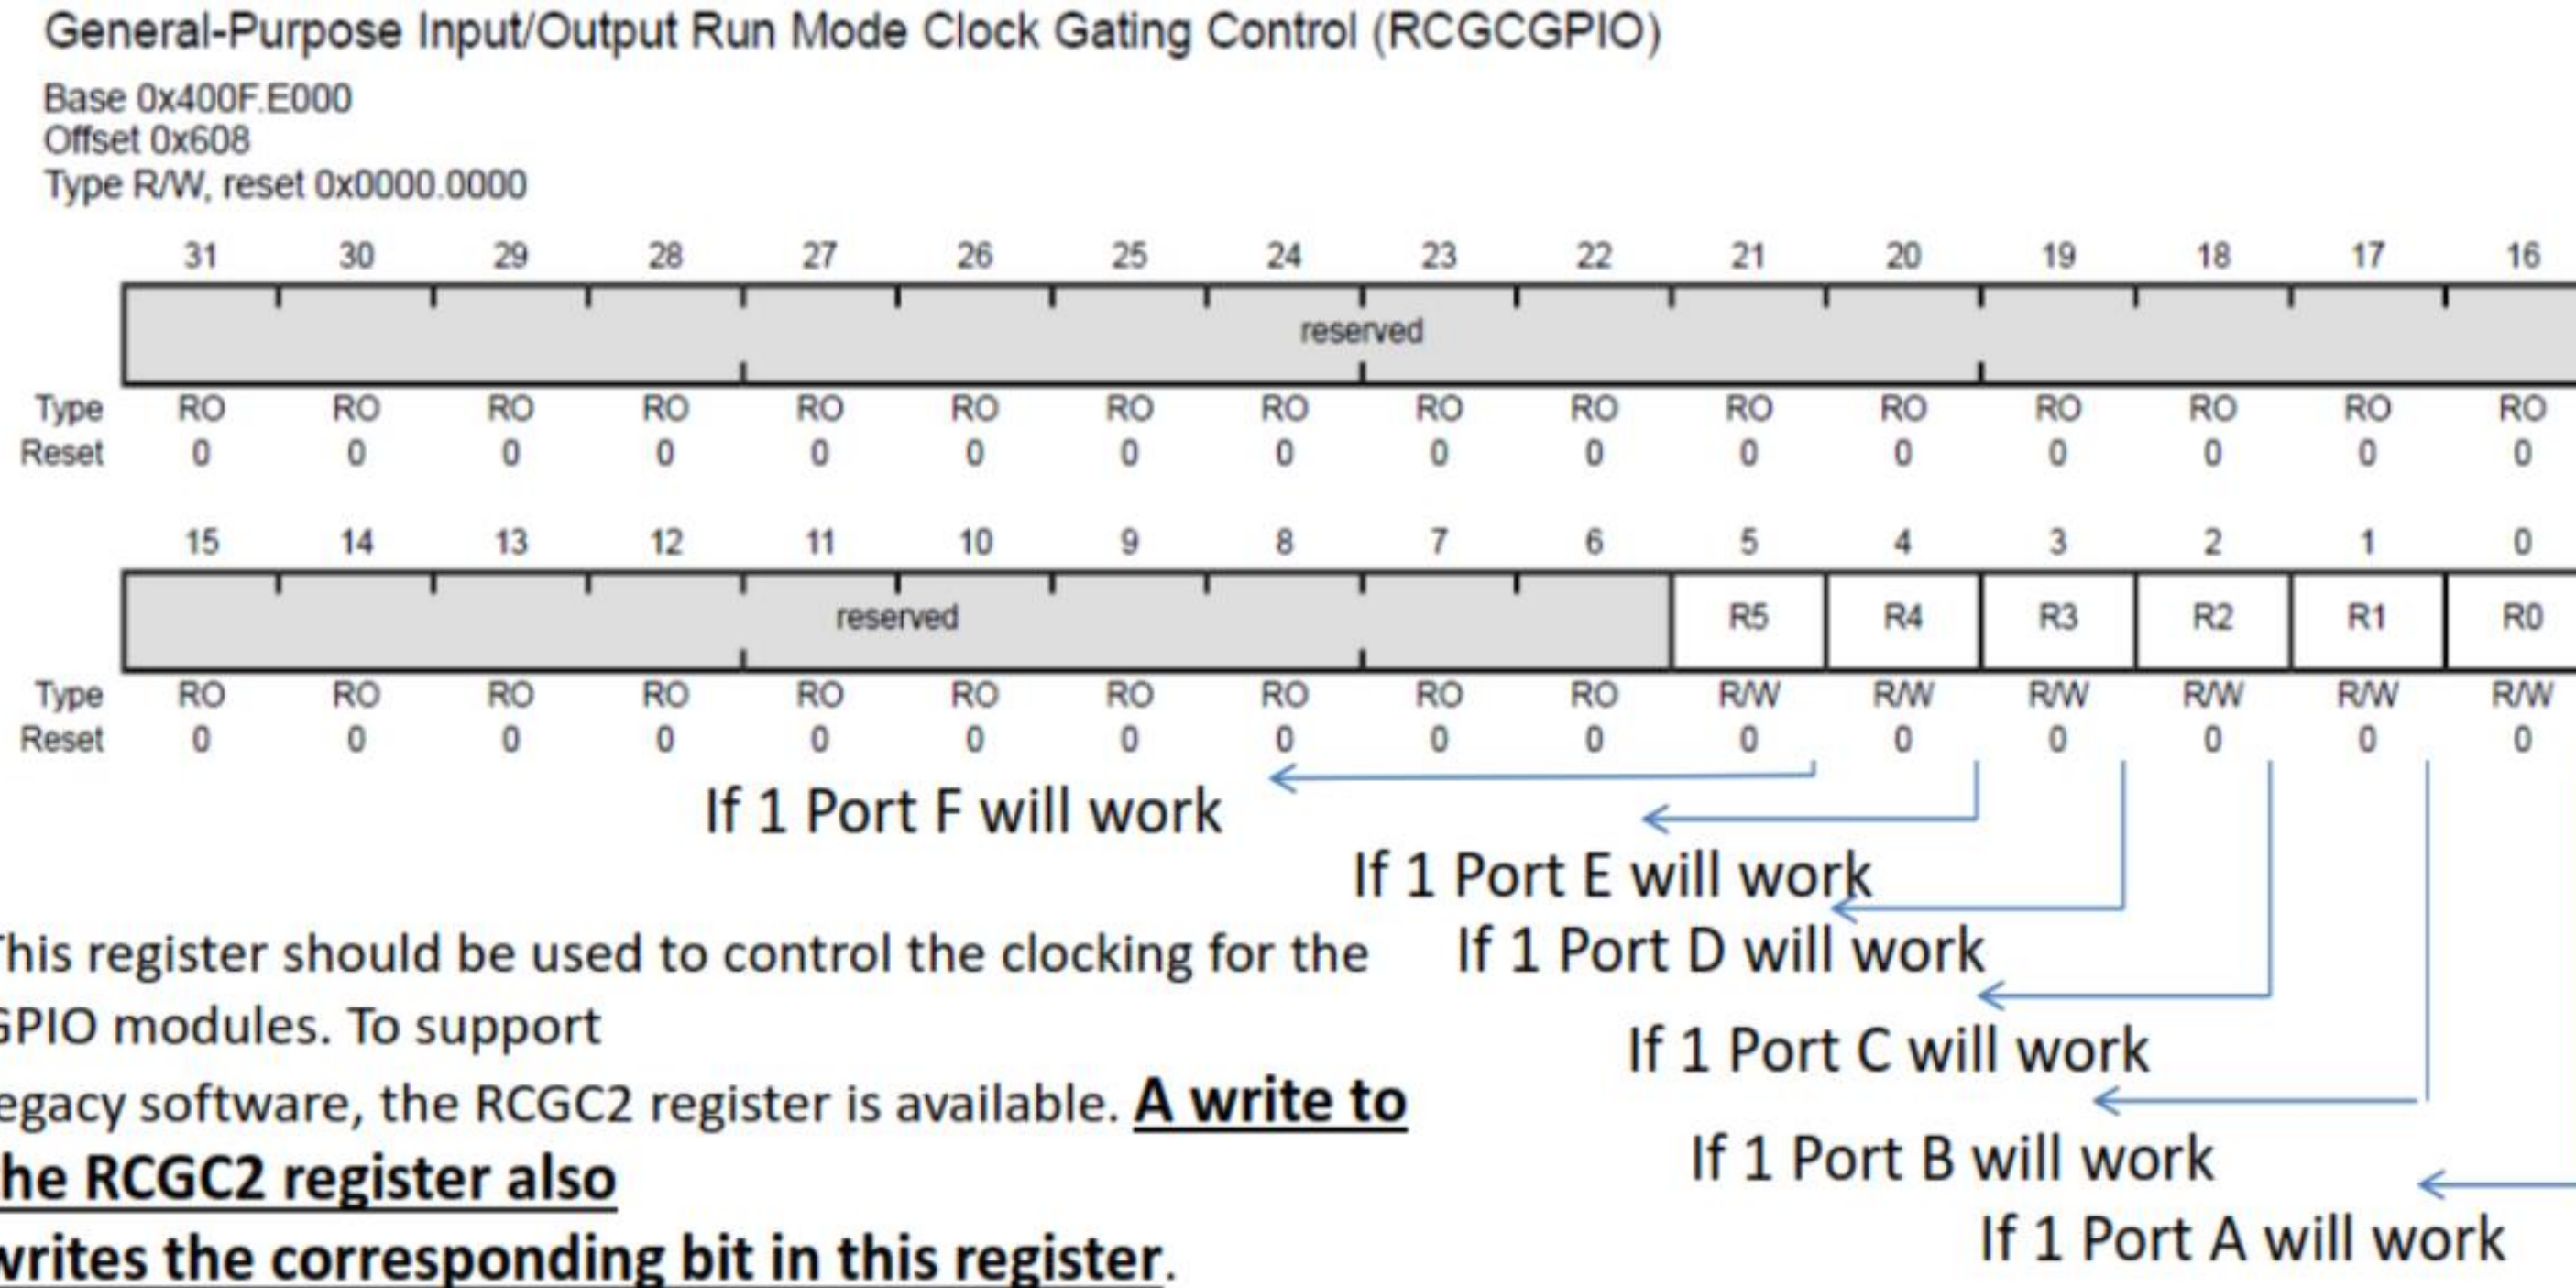 General-Purpose Input/Output Run Mode Clock Gating Control (RCGCGPIO)
Base 0x400F.E000
Offset 0x608
Type R/W, reset 0x0000.0000
31 30 29 28 27 26 25 24 23 22 21 20 19 18 17 16
reserved
Type RO RO RO RO RO RO RO RO RO RO RO RO RO RO RO RO
Reset 0 0 0 0 0 0 0 0 0 0 0 0 0 0 0 0
15 14 13 12 11 10 9 8 7 6 5 4 3 2 1 0
reserved R5 R4 R3 R2 R1 R0
Type RO RO RO RO RO RO RO RO RO RO R/W R/W R/W R/W R/W R/W
Reset 0 0 0 0 0 0 0 0 0 0 0 0 0 0 0 0
If 1 Port F will work
If 1 Port E will work
If 1 Port D will work
If 1 Port C will work
If 1 Port B will work
If 1 Port A will work
This register should be used to control the clocking for the
GPIO modules. To support
egacy software, the RCGC2 register is available. A write to
he RCGC2 register also
writes the corresponding bit in this register.